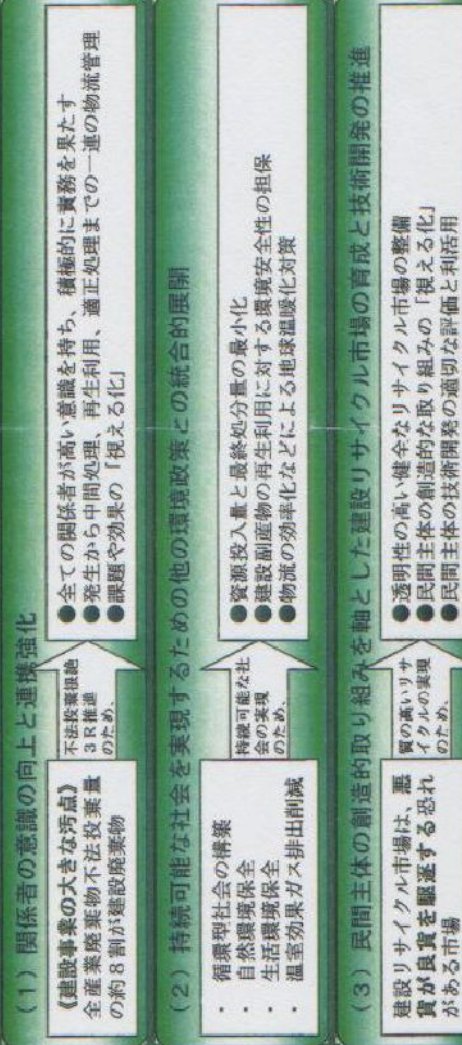 (1) 関係者の意識の向上と連携強化
《建設事業の大きな汚点》
全産業廃棄物不法投棄量
の約8割が建設廃棄物
不法投棄根絶
3R推進
のため、
●全ての関係者が高い意識を持ち、積極的に責務を果たす
●発生から中間処理、再生利用、適正処理までの一連の物流管理
●課題や効果の「視える化」
(2) 持続可能な社会を実現するための他の環境政策との統合的展開
・ 循環型社会の構築
・ 自然環境保全
・ 生活環境保全
・ 温室効果ガス排出削減
持続可能な社
会の実現
のため、
●資源投入量と最終処分量の最小化
●建設副産物の再生利用に対する環境安全性の担保
●物流の効率化などによる地球温暖化対策
(3) 民間主体の創造的取り組みを軸とした建設リサイクル市場の育成と技術開発の推進
建設リサイクル市場は、悪
貨が良貨を駆逐する恐れ
がある市場
質の高いリサ
イクルの実現
のため、
●透明性の高い健全なリサイクル市場の整備
●民間主体の創造的な取り組みの「視える化」
●民間主体の技術開発の適切な評価と利活用